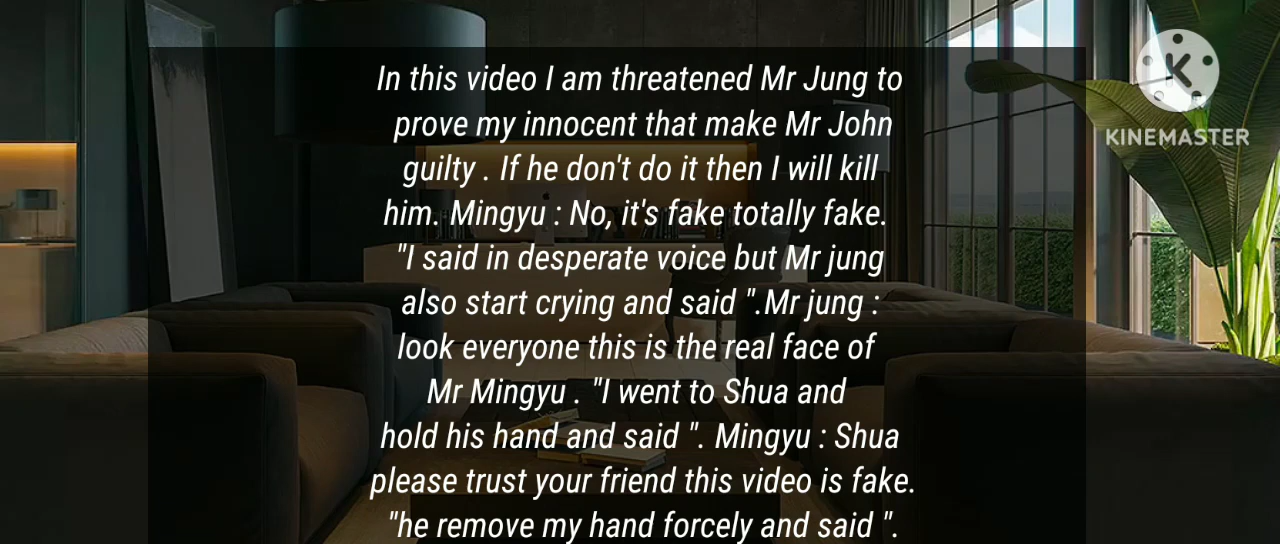 In this video I am threatened Mr Jung to
prove my innocent that make Mr John
guilty . If he don't do it then I will kill
him. Mingyu : No, it's fake totally fake.
"I said in desperate voice but Mr jung
also start crying and said ".Mr jung :
look everyone this is the real face of
Mr Mingyu . "I went to Shua and
hold his hand and said ". Mingyu : Shua
please trust your friend this video is fake.
"he remove my hand forcely and said ".
K
KINEMASTER